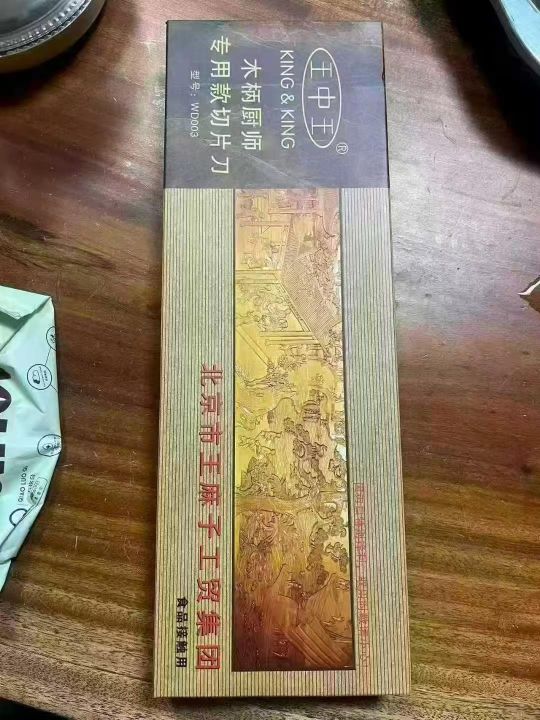 王中王®
KING & KING
木柄厨师
专用款切片刀
型号：WD003
北京市王麻子工贸集团
食品接触用